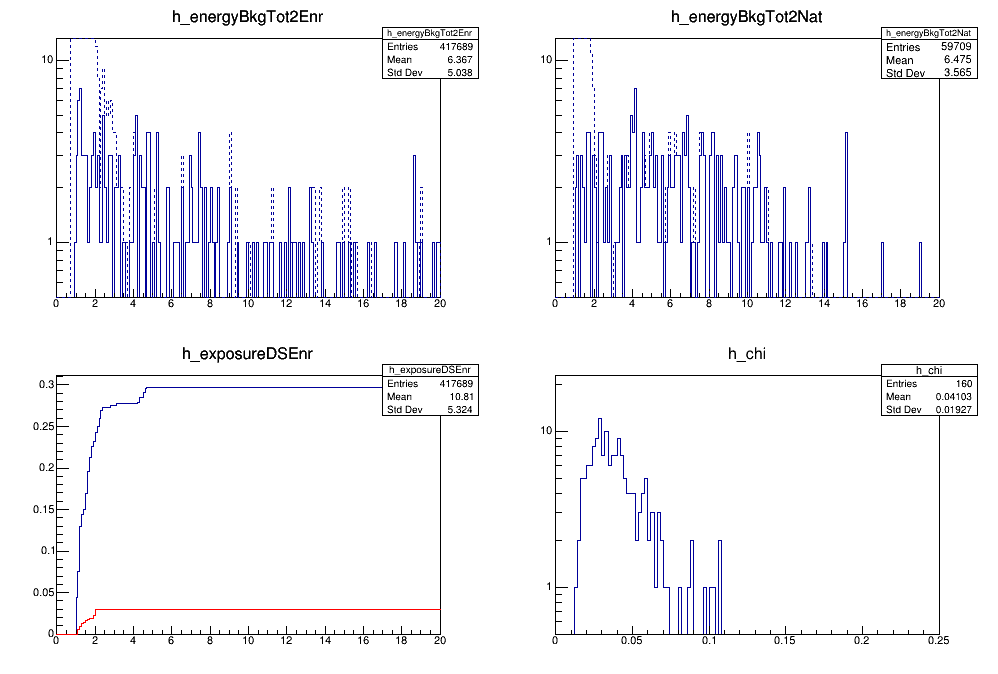 h_energyBkgTot2Enr
h_energyBkgTot2Enr
Entries 417689
Mean 6.367
Std Dev 5.038
10
1
0 2 4 6 8 10 12 14 16 18 20
h_energyBkgTot2Nat
h_energyBkgTot2Nat
Entries 59709
Mean 6.475
Std Dev 3.565
10
1
0 2 4 6 8 10 12 14 16 18 20
h_exposureDSEnr
h_exposureDSEnr
Entries 417689
Mean 10.81
Std Dev 5.324
0.3
0.25
0.2
0.15
0.1
0.05
0
0 2 4 6 8 10 12 14 16 18 20
h_chi
h_chi
Entries 160
Mean 0.04103
Std Dev 0.01927
10
1
0 0.05 0.1 0.15 0.2 0.25